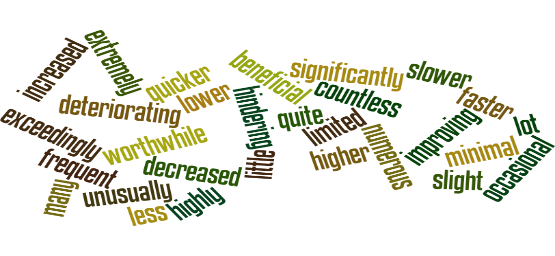 increased
extremely
quicker
lower
deteriorating
exceedingly
worthwhile
frequent
decreased
many
unusually
less
highly
beneficial
significantly
slower
countless
faster
hindering
quite
limited
numerous
improving
lot
little
higher
minimal
slight
occasional